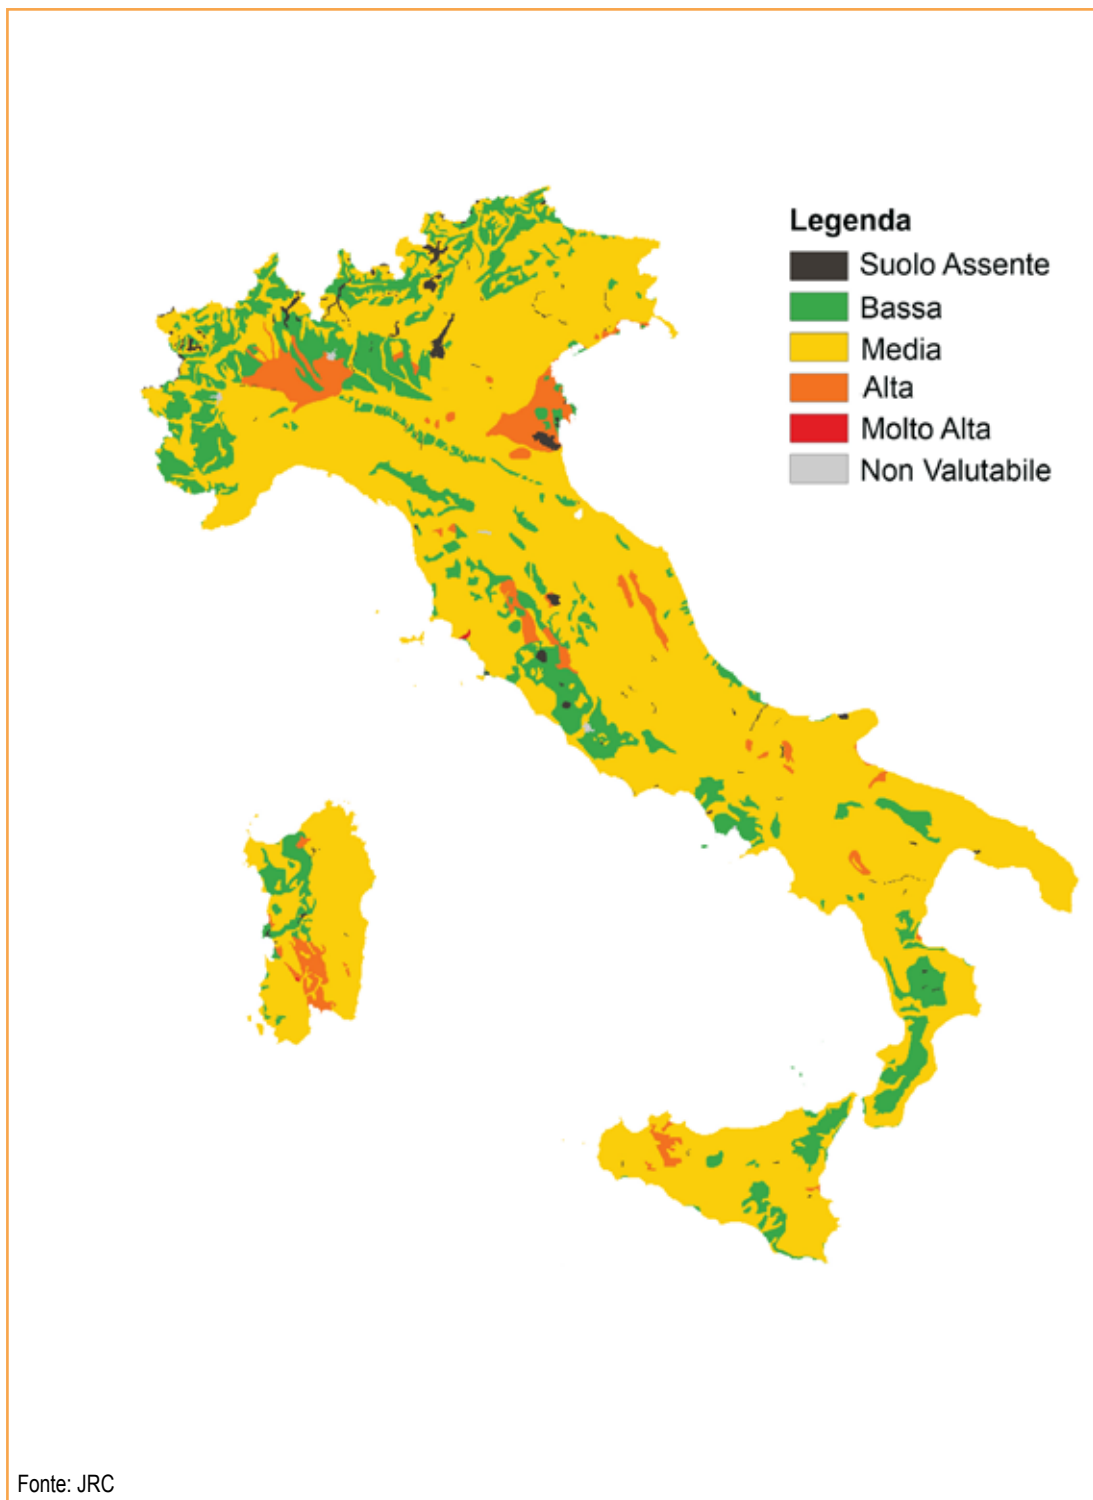 Legenda
Suolo Assente
Bassa
Media
Alta
Molto Alta
Non Valutabile
Fonte: JRC